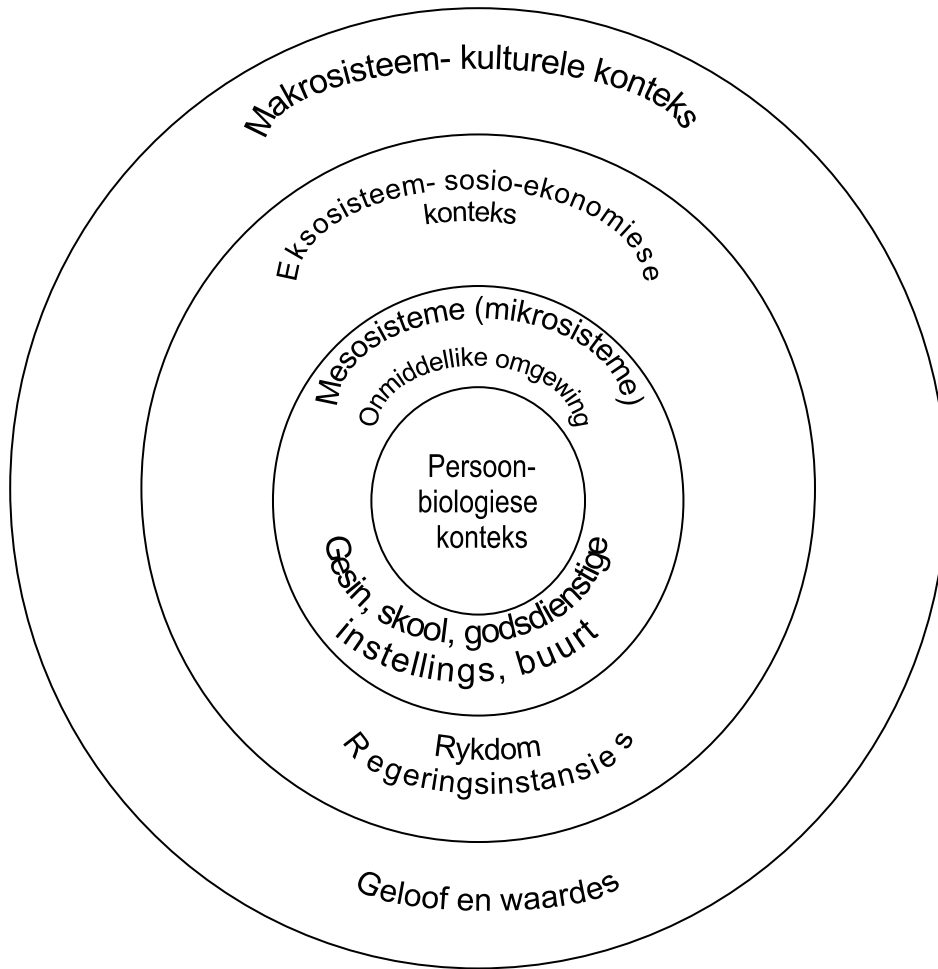 Makrosisteem- kulturele konteks
Eksosisteem- sosio-ekonomiese
konteks
Mesosisteme (mikrosisteme)
Onmiddellike omgewing
Persoon-
biologiese
konteks
Gesin, skool, godsdienstige
instellings, buurt
Rykdom
Regeringsinstansies
Geloof en waardes